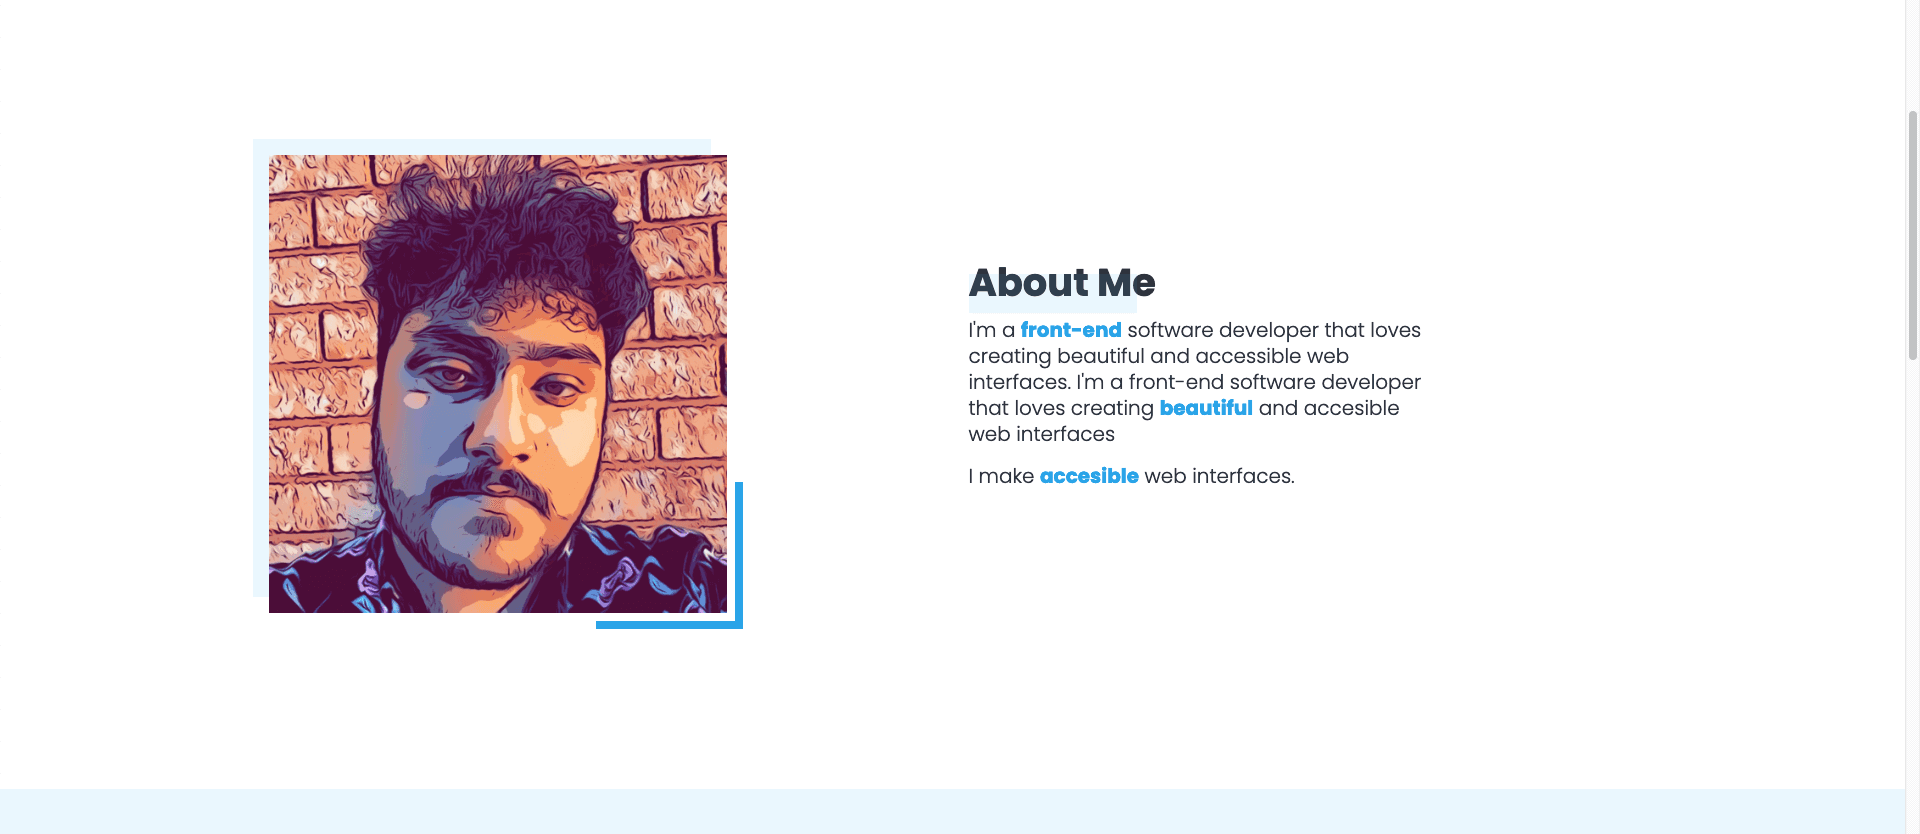 About Me
I'm a front-end software developer that loves
creating beautiful and accessible web
interfaces. I'm a front-end software developer
that loves creating beautiful and accesible
web interfaces
I make accesible web interfaces.